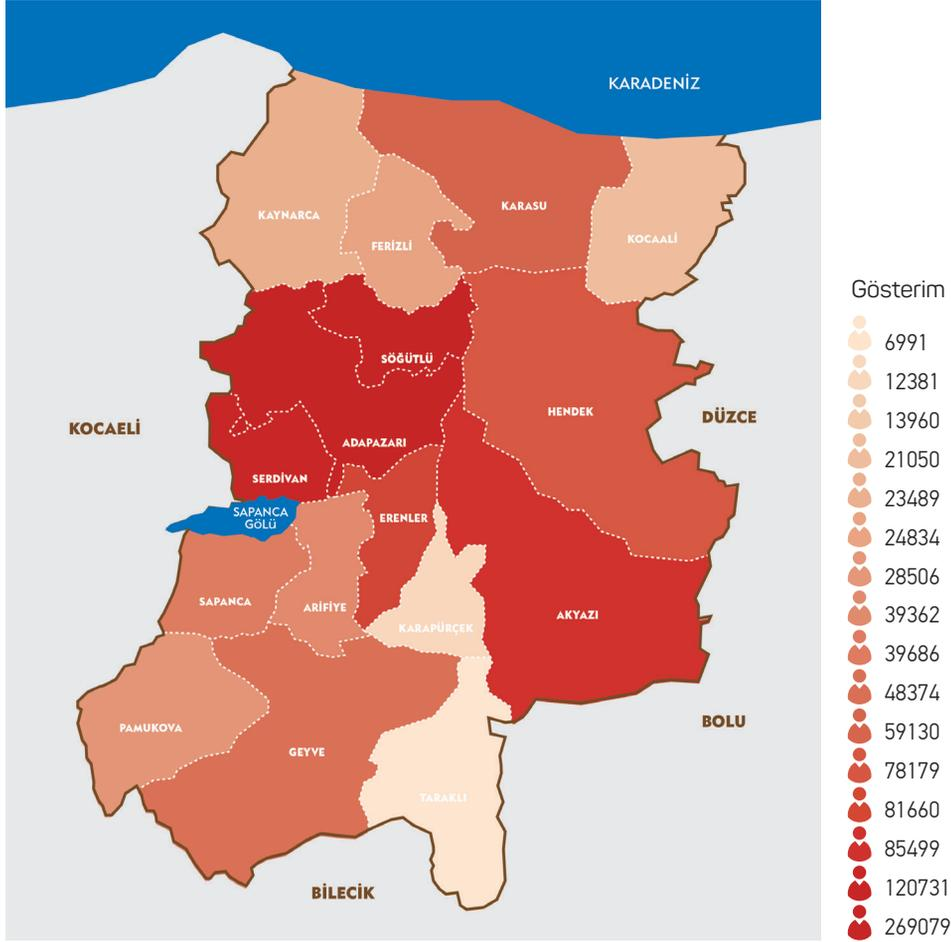 KARADENİZ
KAYNARCA
FERİZLİ
KARASU
KOCAALİ
SÖĞÜTLÜ
HENDEK
KOCAELİ
DÜZCE
ADAPAZARI
SERDİVAN
SAPANCA
GÖLÜ
ERENLER
SAPANCA
ARİFİYE
KARAPÜRÇEK
AKYAZI
PAMUKOVA
GEYVE
BOLU
TARAKLI
BİLECİK
Gösterim
6991
12381
13960
21050
23489
24834
28506
39362
39686
48374
59130
78179
81660
85499
120731
269079